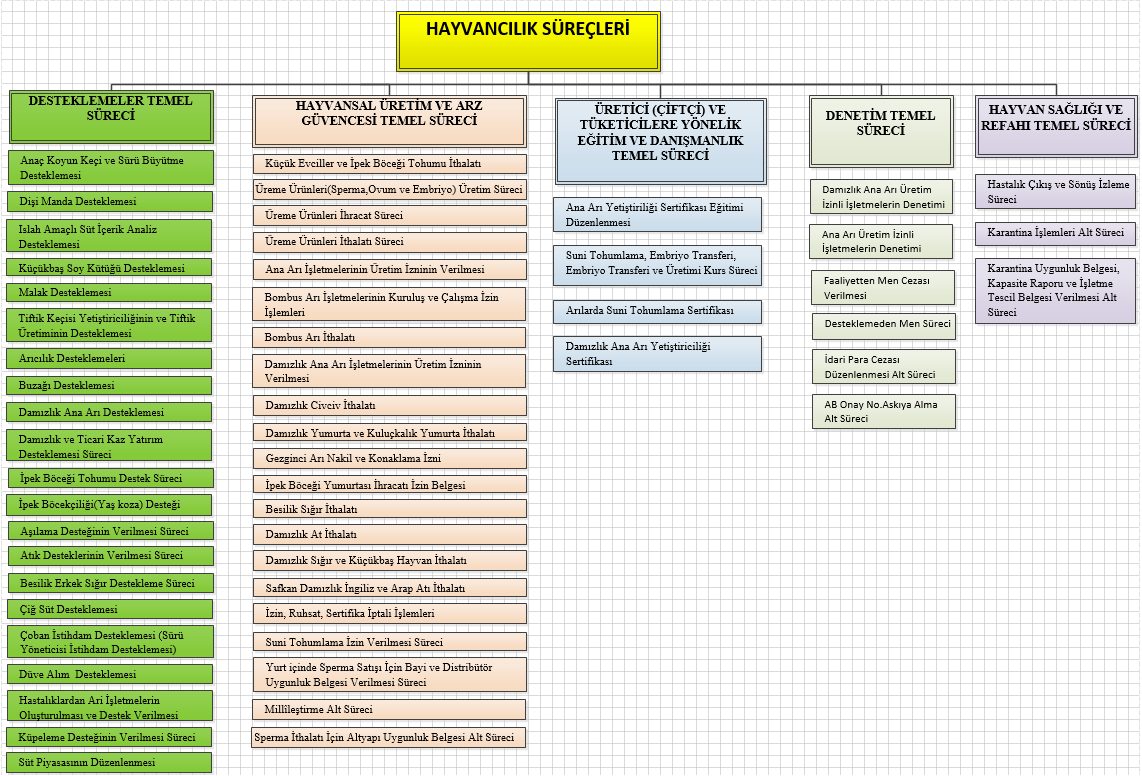 HAYVANCILIK SÜREÇLERİ
DESTEKLEMELER TEMEL
SÜRECİ
Anaç Koyun Keçi ve Sürü Büyütme
Desteklemesi
Dişi Manda Desteklemesi
Islah Amaçlı Süt İçerik Analiz
Desteklemesi
Küçükbaş Soy Kütüğü Desteklemesi
Malak Desteklemesi
Tiftik Keçisi Yetiştiriciliğinin ve Tiftik
Üretiminin Desteklemesi
Arıcılık Desteklemeleri
Buzağı Desteklemesi
Damızlık Ana Arı Desteklemesi
Damızlık ve Ticari Kaz Yatırım
Desteklemesi Süreci
İpek Böceği Tohumu Destek Süreci
İpek Böcekçiliği(Yaş koza) Desteği
Aşılama Desteğinin Verilmesi Süreci
Atık Desteklerinin Verilmesi Süreci
Besilik Erkek Sığır Destekleme Süreci
Çiğ Süt Desteklemesi
Çoban İstihdam Desteklemesi (Sürü
Yöneticisi İstihdam Desteklemesi)
Düve Alım Desteklemesi
Hastalıklardan Ari İşletmelerin
Oluşturulması ve Destek Verilmesi
Küpeleme Desteğinin Verilmesi Süreci
Süt Piyasasının Düzenlenmesi
HAYVANSAL ÜRETİM VE ARZ
GÜVENCESİ TEMEL SÜRECİ
Küçük Evciller ve İpek Böceği Tohumu İthalatı
Üreme Ürünleri(Sperma,Ovum ve Embriyo) Üretim Süreci
Üreme Ürünleri İhracat Süreci
Üreme Ürünleri İthalatı Süreci
Ana Arı İşletmelerinin Üretim İzninin Verilmesi
Bombus Arı İşletmelerinin Kuruluş ve Çalışma İzin
İşlemleri
Bombus Arı İthalatı
Damızlık Ana Arı İşletmelerinin Üretim İzninin
Verilmesi
Damızlık Civciv İthalatı
Damızlık Yumurta ve Kuluçkalık Yumurta İthalatı
Gezginci Arı Nakil ve Konaklama İzni
İpek Böceği Yumurtası İhracatı İzin Belgesi
Besilik Sığır İthalatı
Damızlık At İthalatı
Damızlık Sığır ve Küçükbaş Hayvan İthalatı
Safkan Damızlık İngiliz ve Arap Atı İthalatı
İzin, Ruhsat, Sertifika İptali İşlemleri
Suni Tohumlama İzin Verilmesi Süreci
Yurt içinde Sperma Satışı İçin Bayi ve Distribütör
Uygunluk Belgesi Verilmesi Süreci
Millîleştirme Alt Süreci
Sperma İthalatı İçin Altyapı Uygunluk Belgesi Alt Süreci
ÜRETİCİ (ÇİFTÇİ) VE
TÜKETİCİLERE YÖNELİK
EĞİTİM VE DANIŞMANLIK
TEMEL SÜRECİ
Ana Arı Yetiştiriliği Sertifikası Eğitimi
Düzenlenmesi
Suni Tohumlama, Embriyo Transferi,
Embriyo Transferi ve Üretimi Kurs Süreci
Arılarda Suni Tohumlama Sertifikası
Damızlık Ana Arı Yetiştiriciliği
Sertifikası
DENETİM TEMEL
SÜRECİ
Damızlık Ana Arı Üretim
İzinli İşletmelerin Denetimi
Ana Arı Üretim İzinli
İşletmelerin Denetimi
Faaliyetten Men Cezası
Verilmesi
Desteklemeden Men Süreci
İdari Para Cezası
Düzenlenmesi Alt Süreci
AB Onay No.Askıya Alma
Alt Süreci
HAYVAN SAĞLIĞI VE
REFAHI TEMEL SÜRECİ
Hastalık Çıkış ve Sönüş İzleme
Süreci
Karantina İşlemleri Alt Süreci
Karantina Uygunluk Belgesi,
Kapasite Raporu ve İşletme
Tescil Belgesi Verilmesi Alt
Süreci